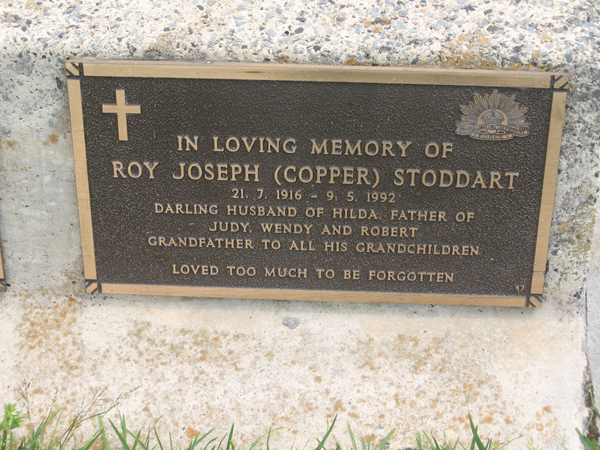 IN LOVING MEMORY OF
ROY JOSEPH (COPPER) STODDART
21. 7. 1916 - 9. 5. 1992
DARLING HUSBAND OF HILDA. FATHER OF
JUDY, WENDY AND ROBERT
GRANDFATHER TO ALL HIS GRANDCHILDREN
LOVED TOO MUCH TO BE FORGOTTEN